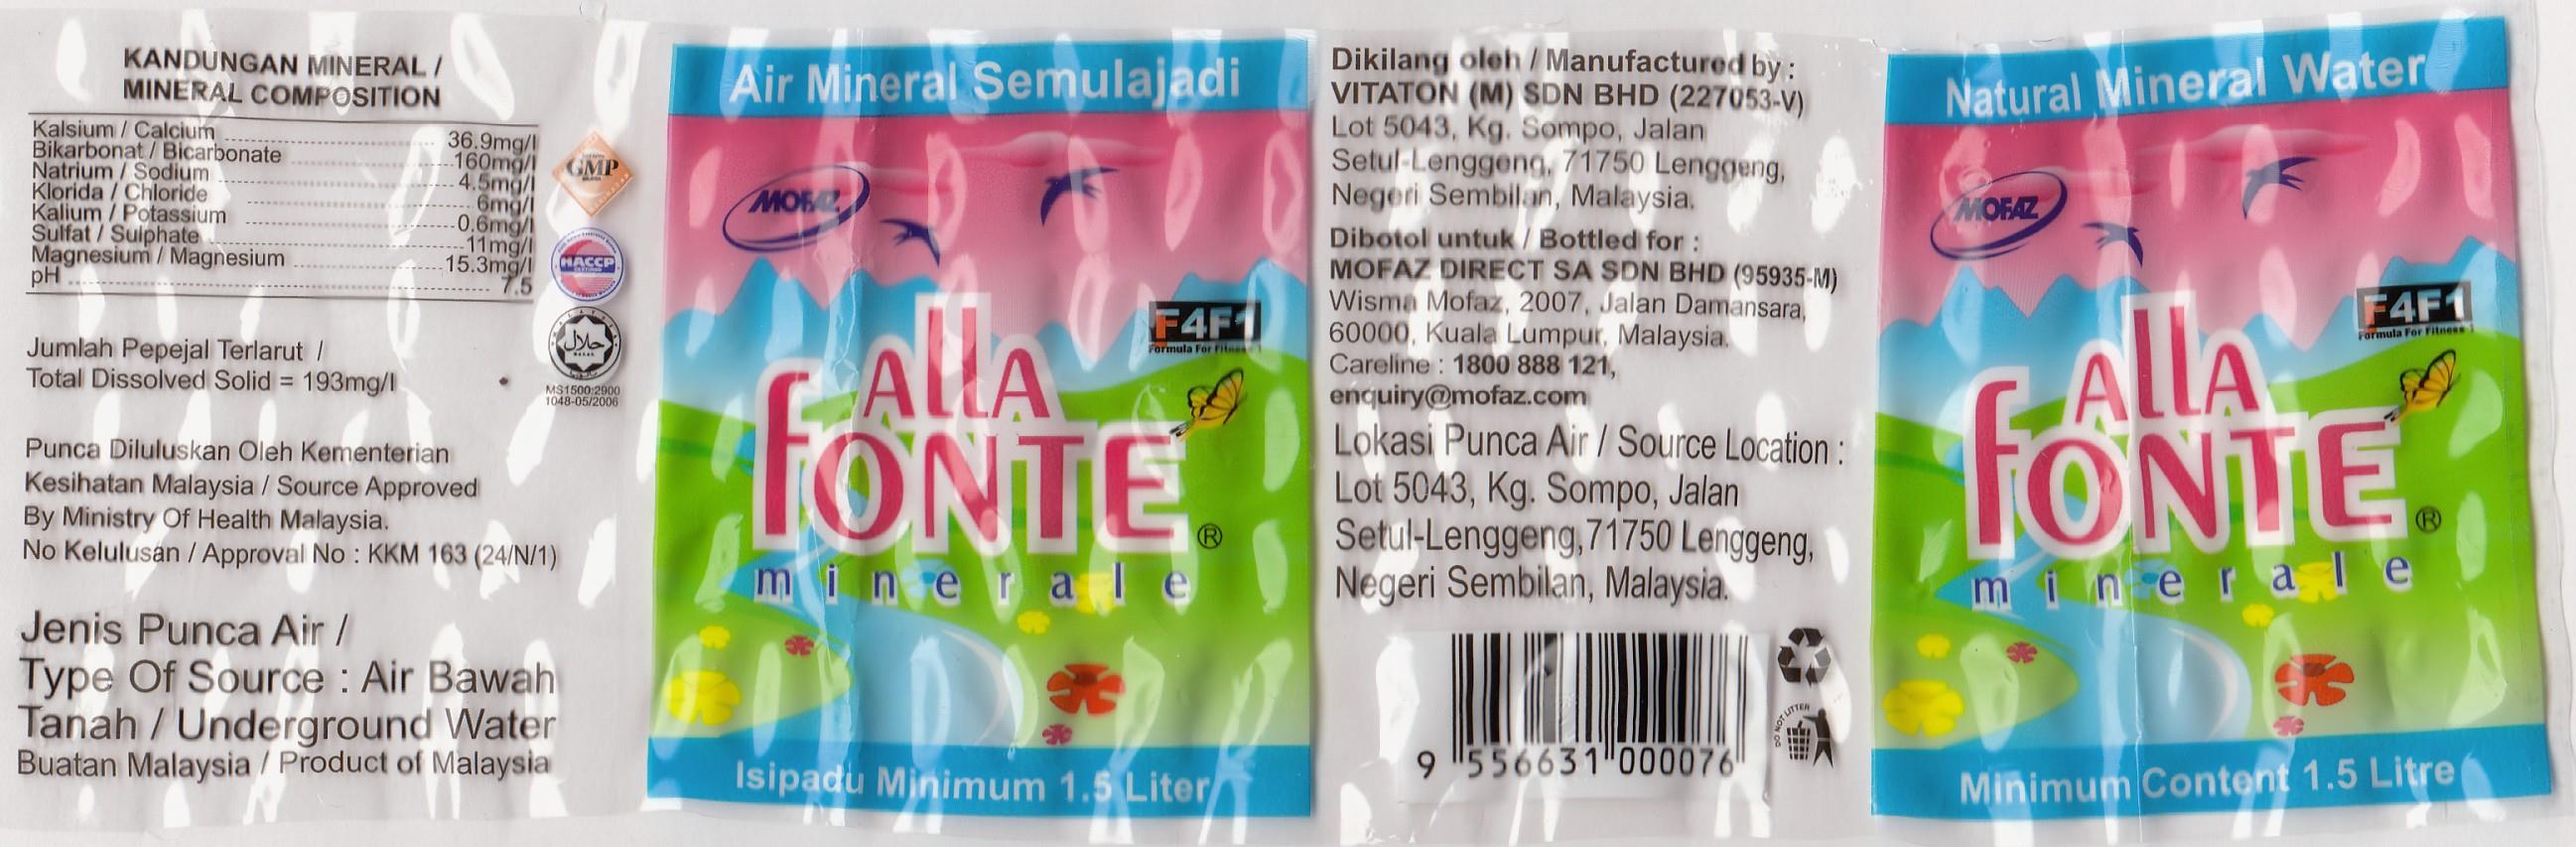 KANDUNGAN MINERAL /
MINERAL COMPOSITION
Kalsium / Calcium 36.9mg/l
Bikarbonat / Bicarbonate 160mg/l
Natrium / Sodium 4.5mg/l
Klorida / Chloride 6mg/l
Kalium / Potassium 0.6mg/l
Sulfat / Sulphate 11mg/l
Magnesium / Magnesium 15.3mg/l
pH 7.5
GMP
HACCP
حلال
MS1500:2900
1048-05/2006
Jumlah Pepejal Terlarut /
Total Dissolved Solid = 193mg/l
Punca Diluluskan Oleh Kementerian
Kesihatan Malaysia / Source Approved
By Ministry Of Health Malaysia.
No Kelulusan / Approval No : KKM 163 (24/N/1)
Jenis Punca Air /
Type Of Source : Air Bawah
Tanah / Underground Water
Buatan Malaysia / Product of Malaysia
Air Mineral Semulajadi
MOFAZ
F4F1
Formula For Fitness
Alla
fonte ®
minerale
Isipadu Minimum 1.5 Liter
Dikilang oleh / Manufactured by :
VITATON (M) SDN BHD (227053-V)
Lot 5043, Kg. Sompo, Jalan
Setul-Lenggeng, 71750 Lenggeng,
Negeri Sembilan, Malaysia.
Dibotol untuk / Bottled for :
MOFAZ DIRECT SA SDN BHD (95935-M)
Wisma Mofaz, 2007, Jalan Damansara,
60000, Kuala Lumpur, Malaysia.
Careline : 1800 888 121,
enquiry@mofaz.com
Lokasi Punca Air / Source Location :
Lot 5043, Kg. Sompo, Jalan
Setul-Lenggeng,71750 Lenggeng,
Negeri Sembilan, Malaysia.
9 556631 000076
DO NOT LITTER
Natural Mineral Water
MOFAZ
F4F1
Formula For Fitness
Alla
fonte ®
minerale
Minimum Content 1.5 Litre